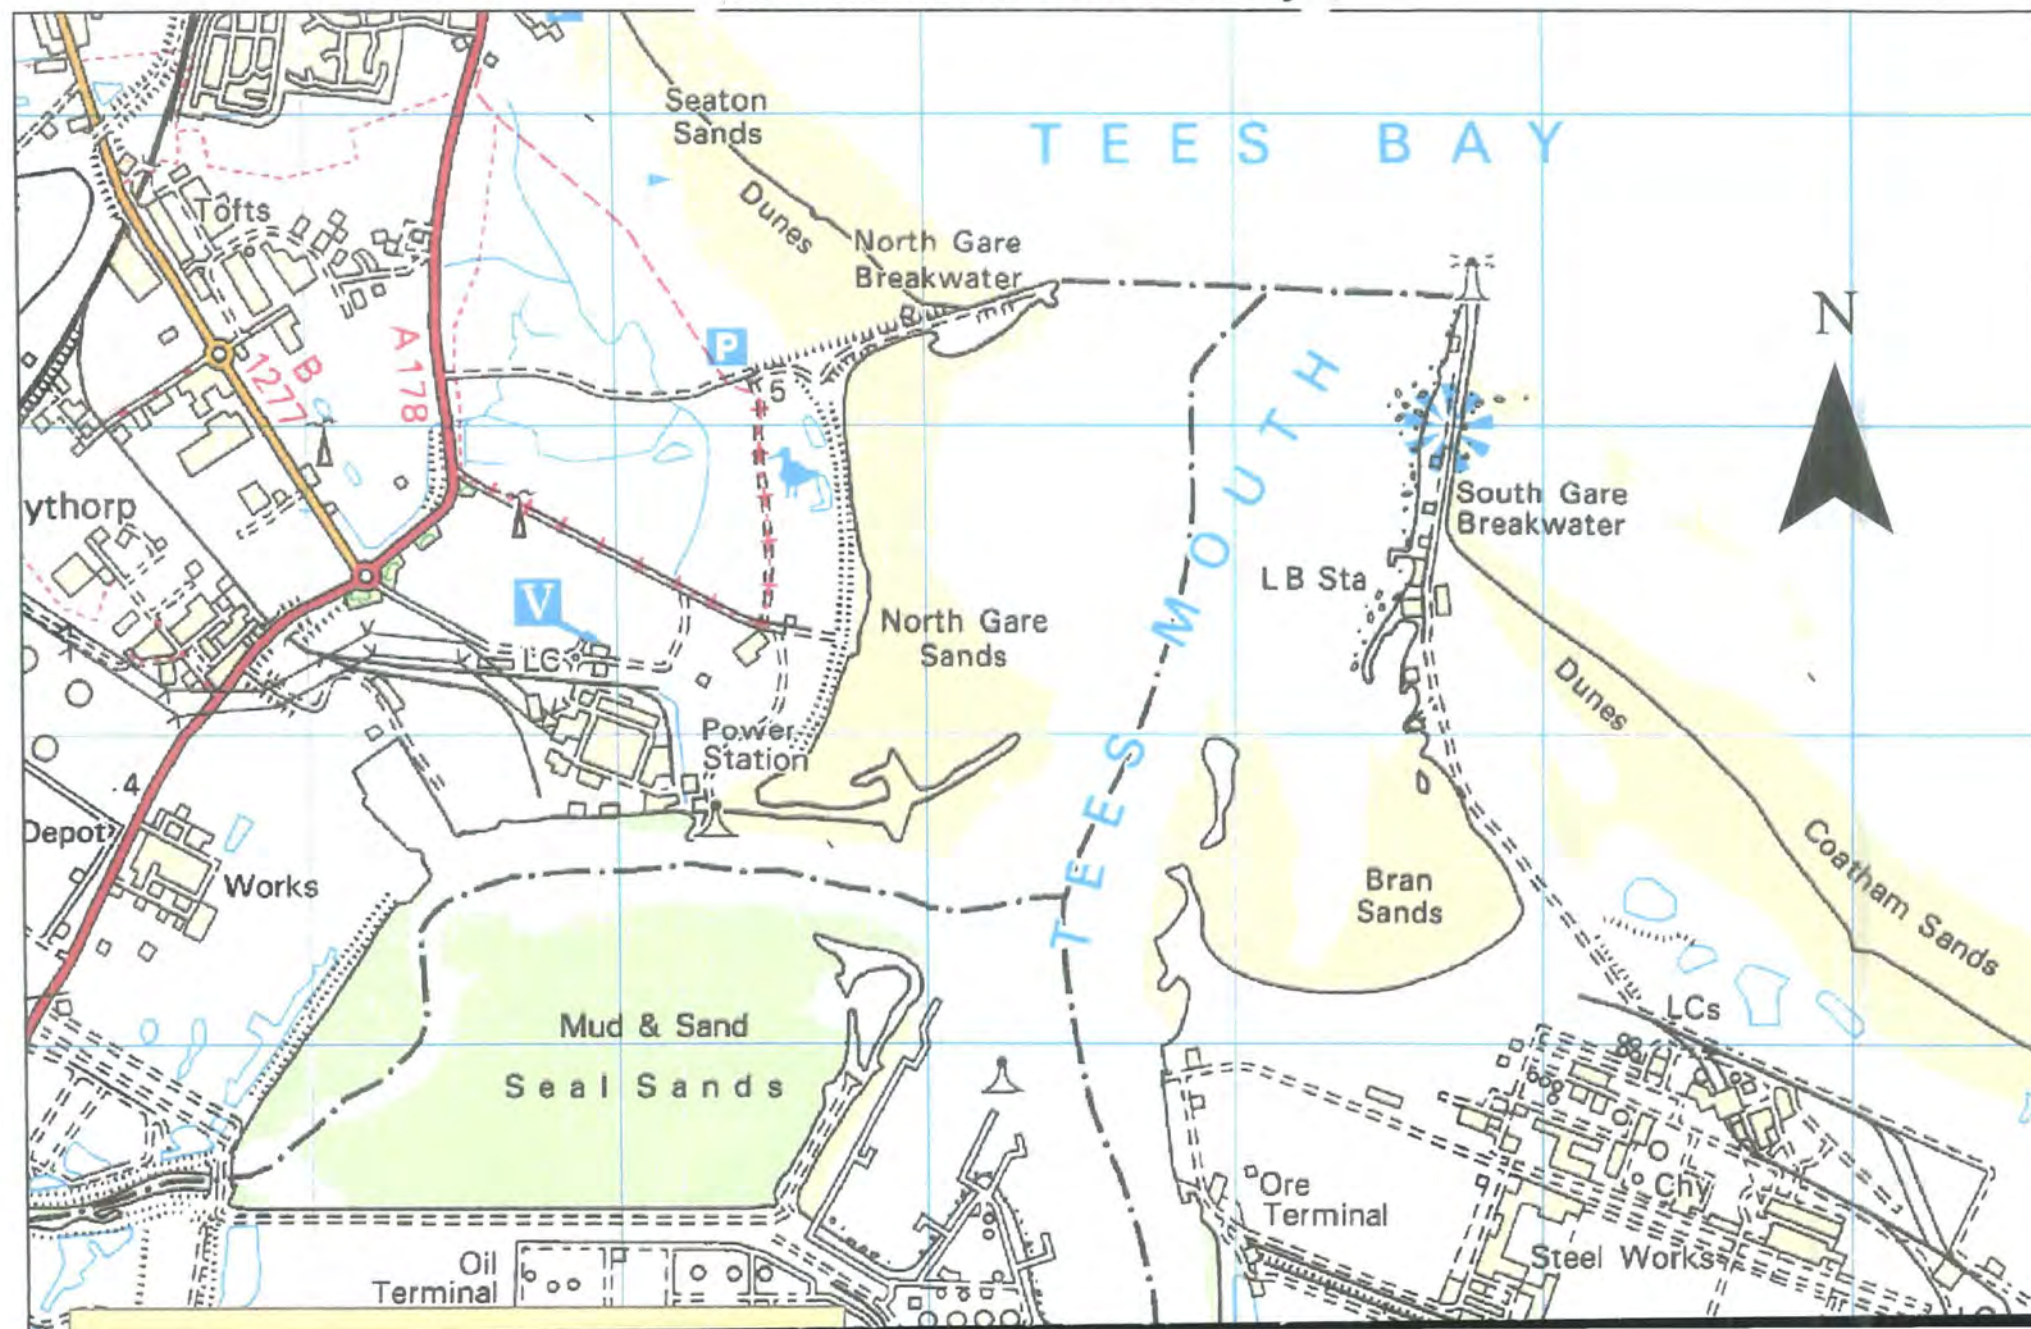 Seaton
Sands
TEES BAY
Dunes
Tofts
North Gare
Breakwater
N
P
B
1277
A 178
5
TEES MOUTH
ythorp
South Gare
Breakwater
L B Sta
V
LC
North Gare
Sands
Dunes
Power
Station
4
Depot
Works
Bran
Sands
Coatham Sands
Mud & Sand
Seal Sands
LCs
Ore
Terminal
Chy
Steel Works
Oil
Terminal